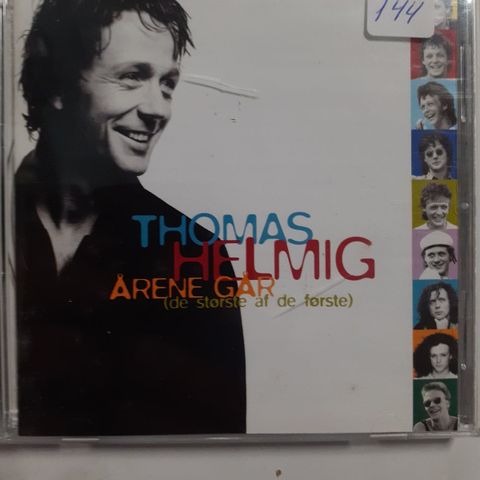 144
THOMAS
HELMIG
ÅRENE GÅR
(de største af de første)